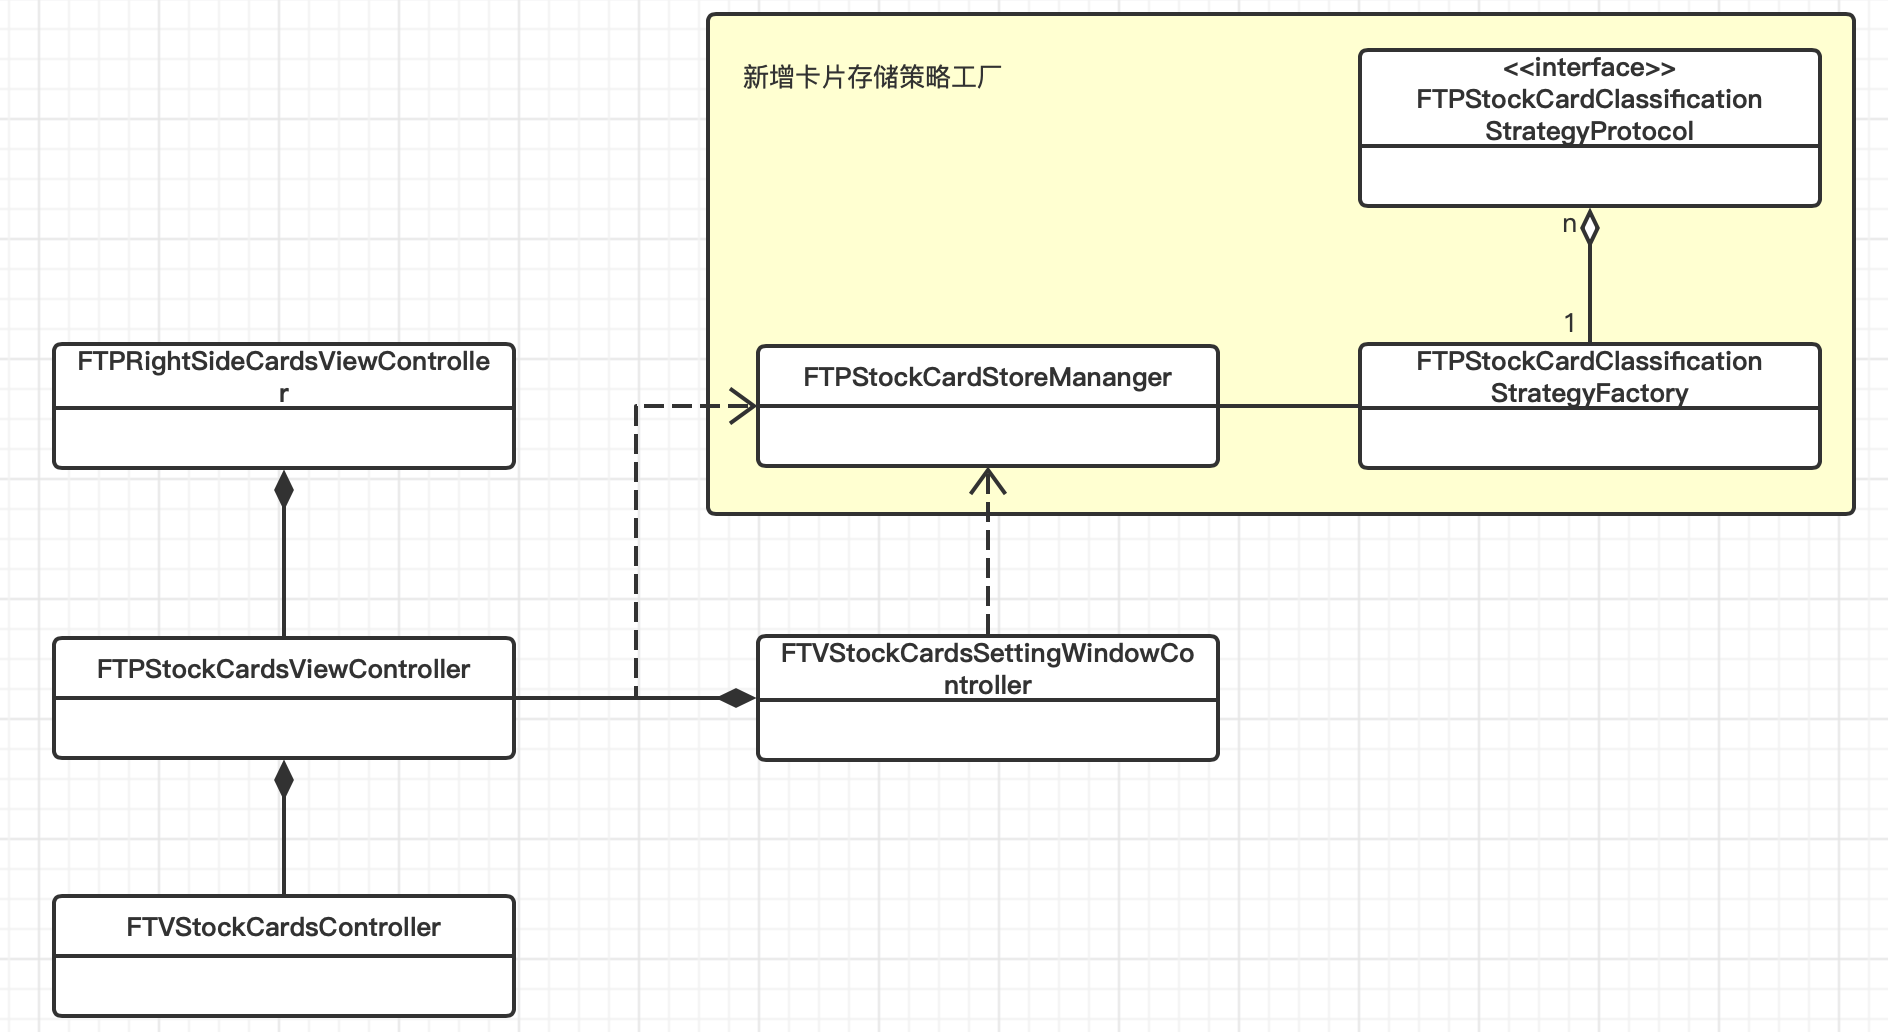 新增卡片存储策略工厂
<<interface>>
FTPStockCardClassification
StrategyProtocol
n
1
FTPRightSideCardsViewControlle
r
FTPStockCardStoreMananger
FTPStockCardClassification
StrategyFactory
FTPStockCardsViewController
FTVStockCardsSettingWindowCo
ntroller
FTVStockCardsController